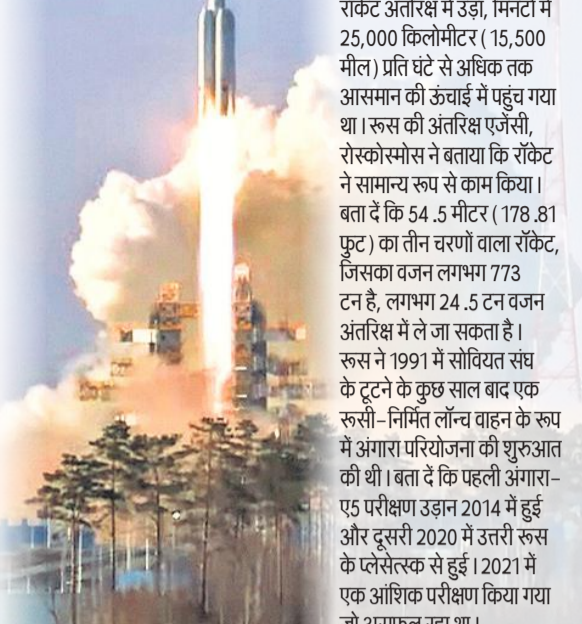 रॉकेट अंतरिक्ष में उड़ा, मिनटों में
25,000 किलोमीटर ( 15,500
मील ) प्रति घंटे से अधिक तक
आसमान की ऊंचाई में पहुंच गया
था । रूस की अंतरिक्ष एजेंसी,
रोस्कोस्मोस ने बताया कि रॉकेट
ने सामान्य रूप से काम किया ।
बता दें कि 54 .5 मीटर ( 178 .81
फुट ) का तीन चरणों वाला रॉकेट,
जिसका वजन लगभग 773
टन है, लगभग 24 .5 टन वजन
अंतरिक्ष में ले जा सकता है ।
रूस ने 1991 में सोवियत संघ
के टूटने के कुछ साल बाद एक
रूसी-निर्मित लॉन्च वाहन के रूप
में अंगारा परियोजना की शुरुआत
की थी । बता दें कि पहली अंगारा-
ए5 परीक्षण उड़ान 2014 में हुई
और दूसरी 2020 में उत्तरी रूस
के प्लेसेत्स्क से हुई । 2021 में
एक आंशिक परीक्षण किया गया
जो असफल रहा था ।